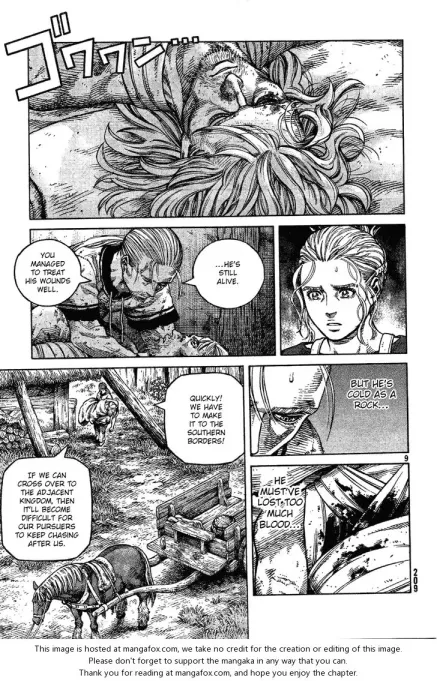 ゴワワァン…
YOU
MANAGED
TO TREAT
HIS WOUNDS
WELL.
...HE'S
STILL
ALIVE.
QUICKLY!
WE HAVE
TO MAKE
IT TO THE
SOUTHERN
BORDERS!
BUT HE'S
COLD AS A
ROCK...
9
IF WE CAN
CROSS OVER TO
THE ADJACENT
KINGDOM, THEN
IT'LL BECOME
DIFFICULT FOR
OUR PURSUERS
TO KEEP CHASING
AFTER US.
HE
MUST'VE
LOST TOO
MUCH
BLOOD...
209
This image is hosted at mangafox.com, we take no credit for the creation or editing of this image.
Please don't forget to support the mangaka in any way that you can.
Thank you for reading at mangafox.com, and hope you enjoy the chapter.